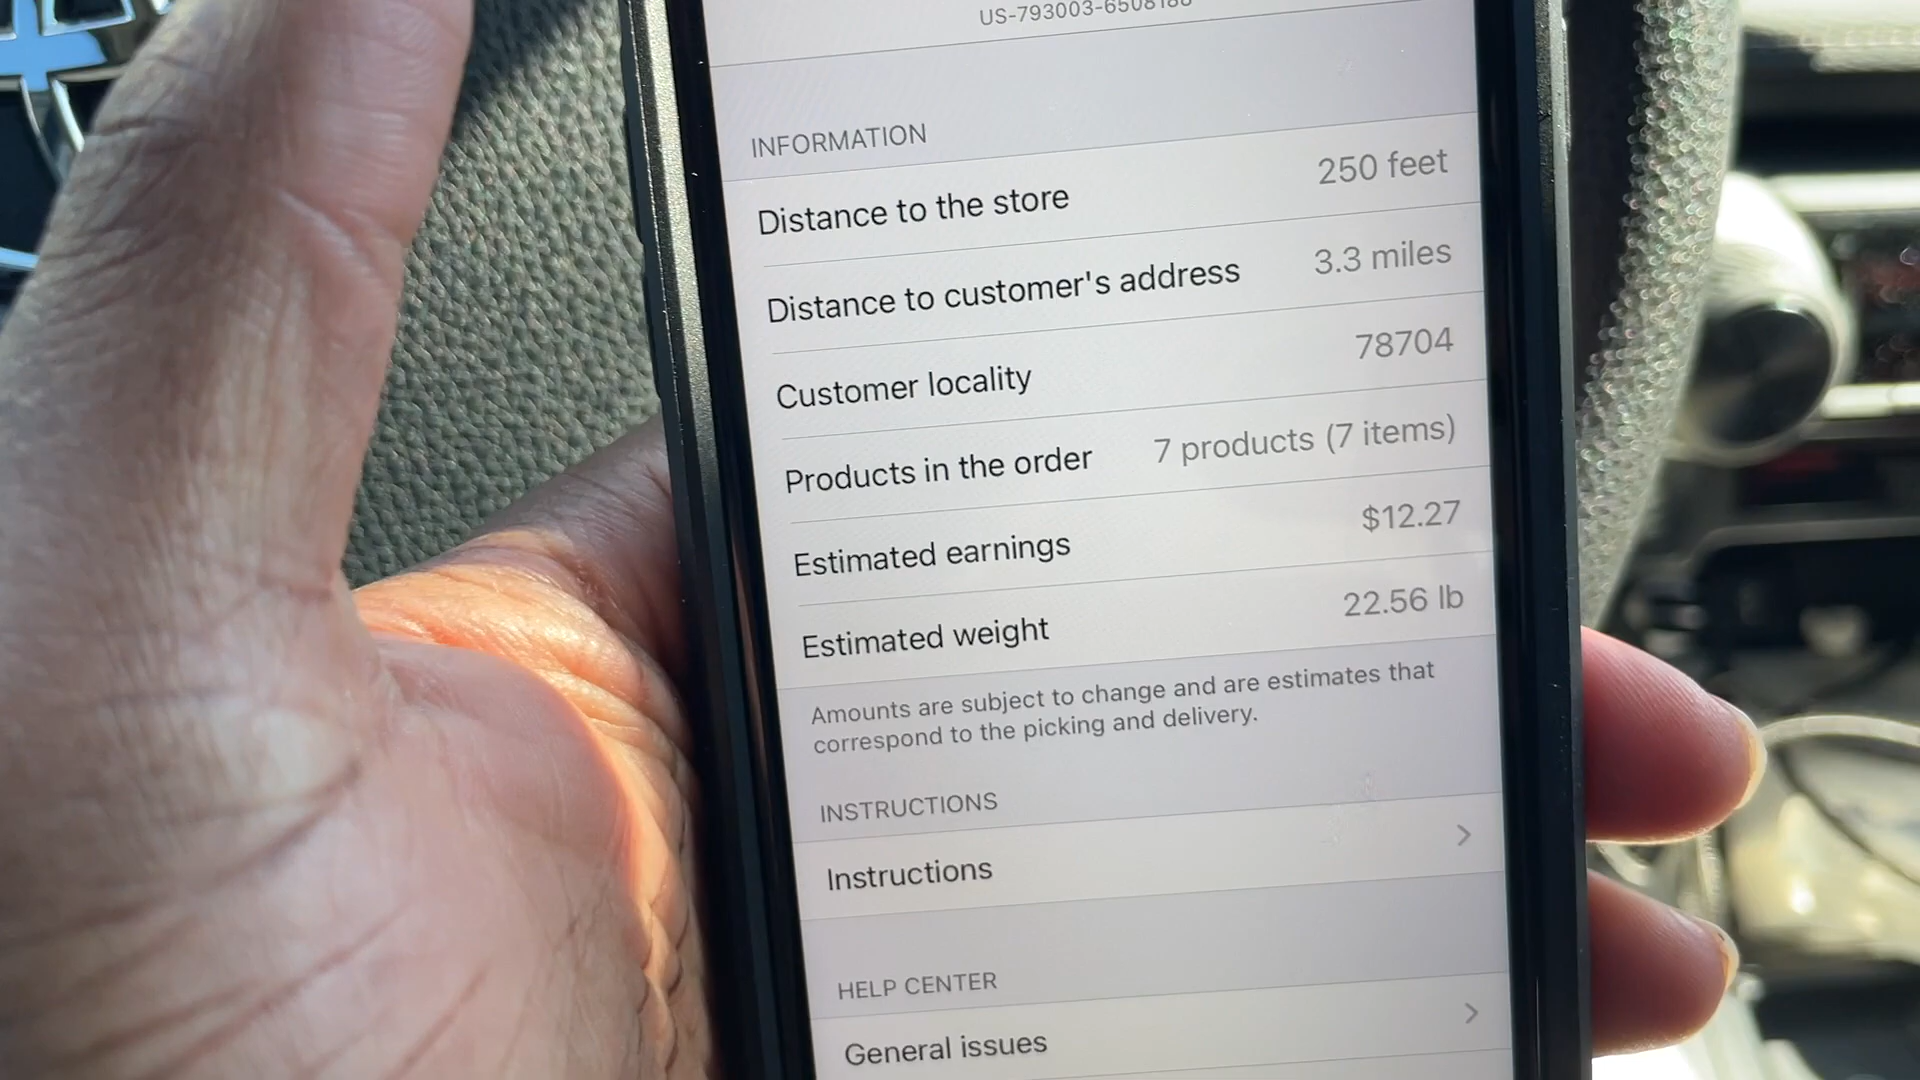 INFORMATION
Distance to the store 250 feet
Distance to customer's address 3.3 miles
Customer locality 78704
Products in the order 7 products (7 items)
Estimated earnings $12.27
Estimated weight 22.56 lb
Amounts are subject to change and are estimates that
correspond to the picking and delivery.
INSTRUCTIONS
Instructions
HELP CENTER
General issues